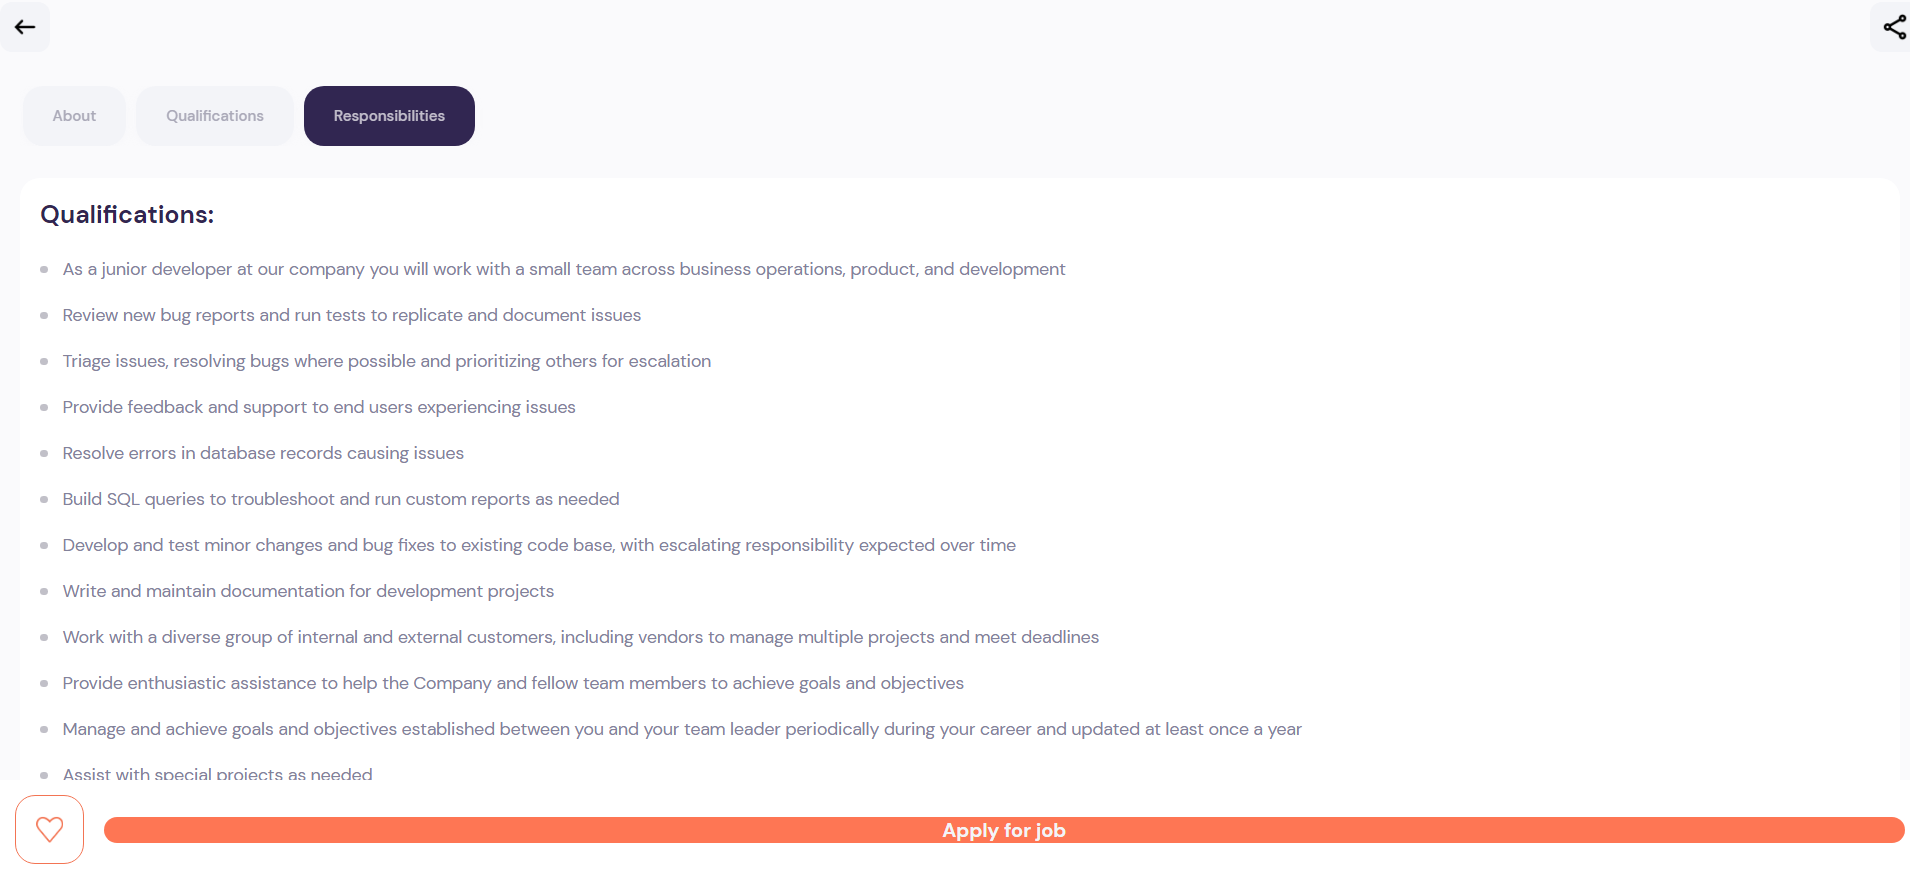 About
Qualifications
Responsibilities
Qualifications:
As a junior developer at our company you will work with a small team across business operations, product, and development
Review new bug reports and run tests to replicate and document issues
Triage issues, resolving bugs where possible and prioritizing others for escalation
Provide feedback and support to end users experiencing issues
Resolve errors in database records causing issues
Build SQL queries to troubleshoot and run custom reports as needed
Develop and test minor changes and bug fixes to existing code base, with escalating responsibility expected over time
Write and maintain documentation for development projects
Work with a diverse group of internal and external customers, including vendors to manage multiple projects and meet deadlines
Provide enthusiastic assistance to help the Company and fellow team members to achieve goals and objectives
Manage and achieve goals and objectives established between you and your team leader periodically during your career and updated at least once a year
Assist with special projects as needed
Apply for job